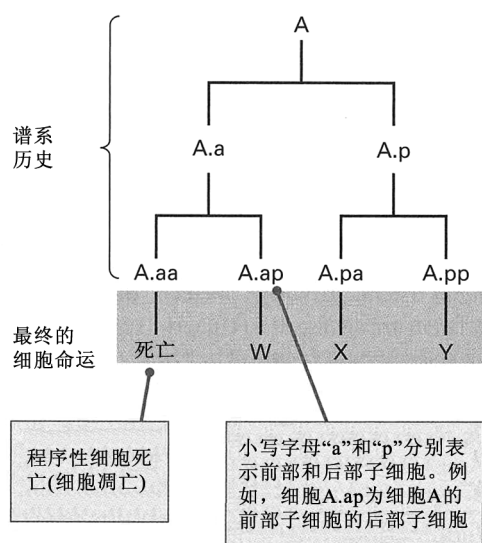 A
谱系
历史
A.a
A.p
A.aa
A.ap
A.pa
A.pp
最终的
细胞命运
死亡
W
X
Y
程序性细胞死
亡(细胞凋亡)
小写字母“a”和“p”分别表
示前部和后部子细胞。例
如，细胞A.ap为细胞A的
前部子细胞的后部子细胞